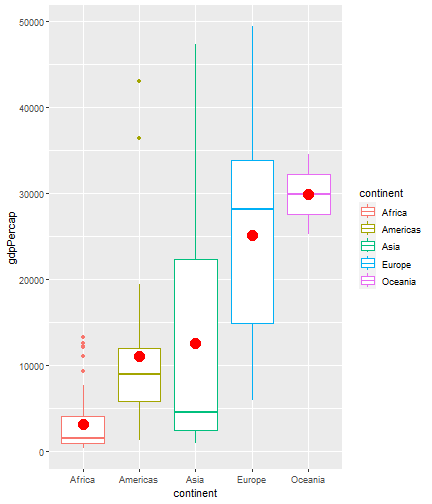 50000
40000
30000
20000
10000
0
gdpPercap
Africa Americas Asia Europe Oceania
continent
continent
Africa
Americas
Asia
Europe
Oceania